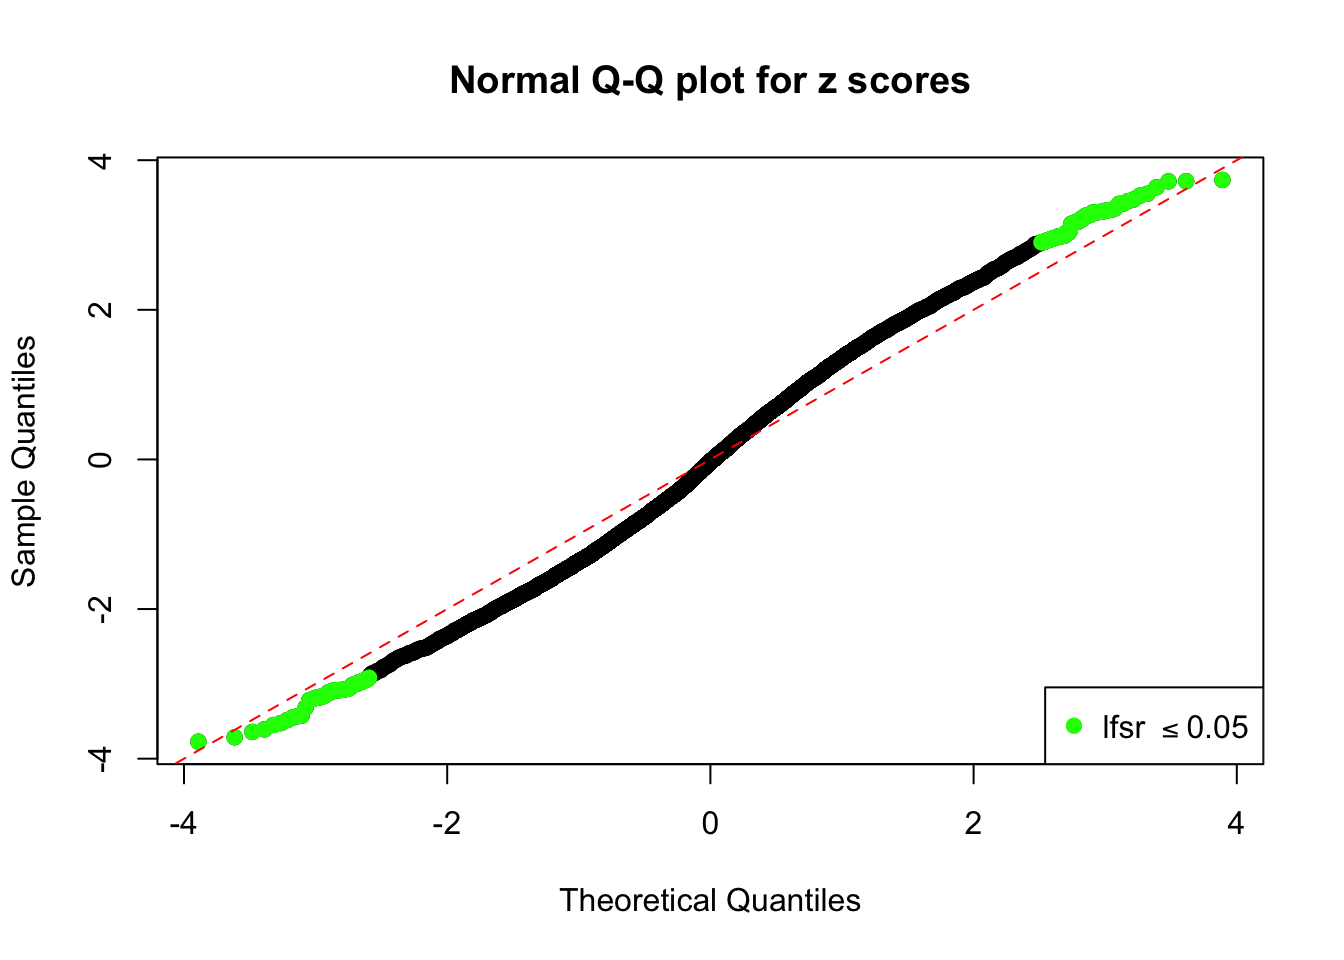 Normal Q-Q plot for z scores
Sample Quantiles
4
2
0
-2
-4
lfsr ≤ 0.05
-4 -2 0 2 4
Theoretical Quantiles